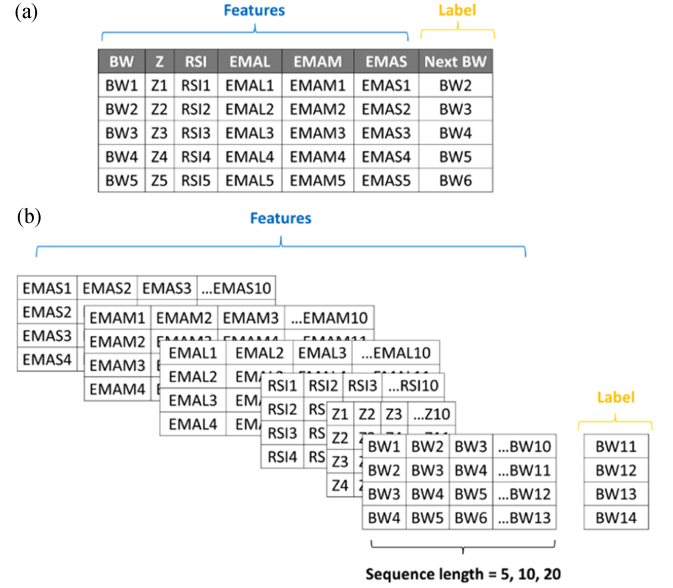 (a)
Features
Label
BW Z RSI EMAL EMAM EMAS Next BW
BW1 Z1 RSI1 EMAL1 EMAM1 EMAS1 BW2
BW2 Z2 RSI2 EMAL2 EMAM2 EMAS2 BW3
BW3 Z3 RSI3 EMAL3 EMAM3 EMAS3 BW4
BW4 Z4 RSI4 EMAL4 EMAM4 EMAS4 BW5
BW5 Z5 RSI5 EMAL5 EMAM5 EMAS5 BW6
(b)
Features
EMAS1 EMAS2 EMAS3 ...EMAS10
EMAS2
EMAS3
EMAS4
EMAM1 EMAM2 EMAM3 ...EMAM10
EMAM2
EMAM3
EMAM4
EMAL1 EMAL2 EMAL3 ...EMAL10
EMAL2
EMAL3
EMAL4
RSI1 RSI2 RSI3 ...RSI10
RSI2
RSI3
RSI4
Z1 Z2 Z3 ...Z10
Z2
Z3
Z4
BW1 BW2 BW3 ...BW10
BW2 BW3 BW4 ...BW11
BW3 BW4 BW5 ...BW12
BW4 BW5 BW6 ...BW13
Label
BW11
BW12
BW13
BW14
Sequence length = 5, 10, 20